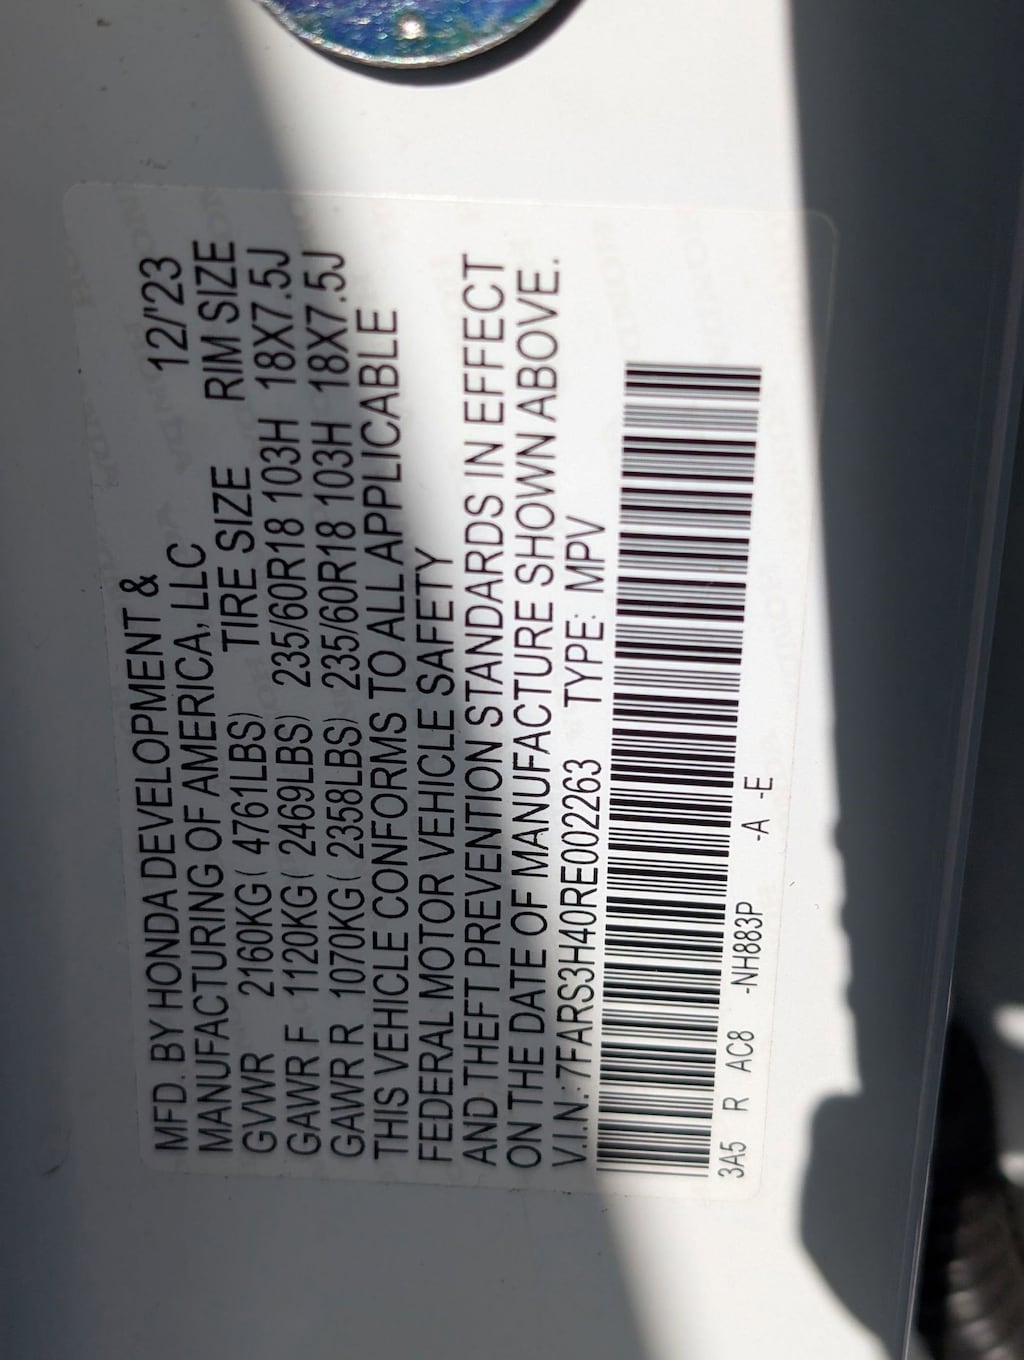 MFD. BY HONDA DEVELOPMENT &
MANUFACTURING OF AMERICA, LLC 12/'23
GVWR 2160KG( 4761LBS) TIRE SIZE RIM SIZE
GAWR F 1120KG( 2469LBS) 235/60R18 103H 18X7.5J
GAWR R 1070KG( 2358LBS) 235/60R18 103H 18X7.5J
THIS VEHICLE CONFORMS TO ALL APPLICABLE
FEDERAL MOTOR VEHICLE SAFETY
AND THEFT PREVENTION STANDARDS IN EFFECT
ON THE DATE OF MANUFACTURE SHOWN ABOVE.
V.I.N.: 7FARS3H40RE002263 TYPE: MPV
3A5 R AC8 -NH883P -A -E